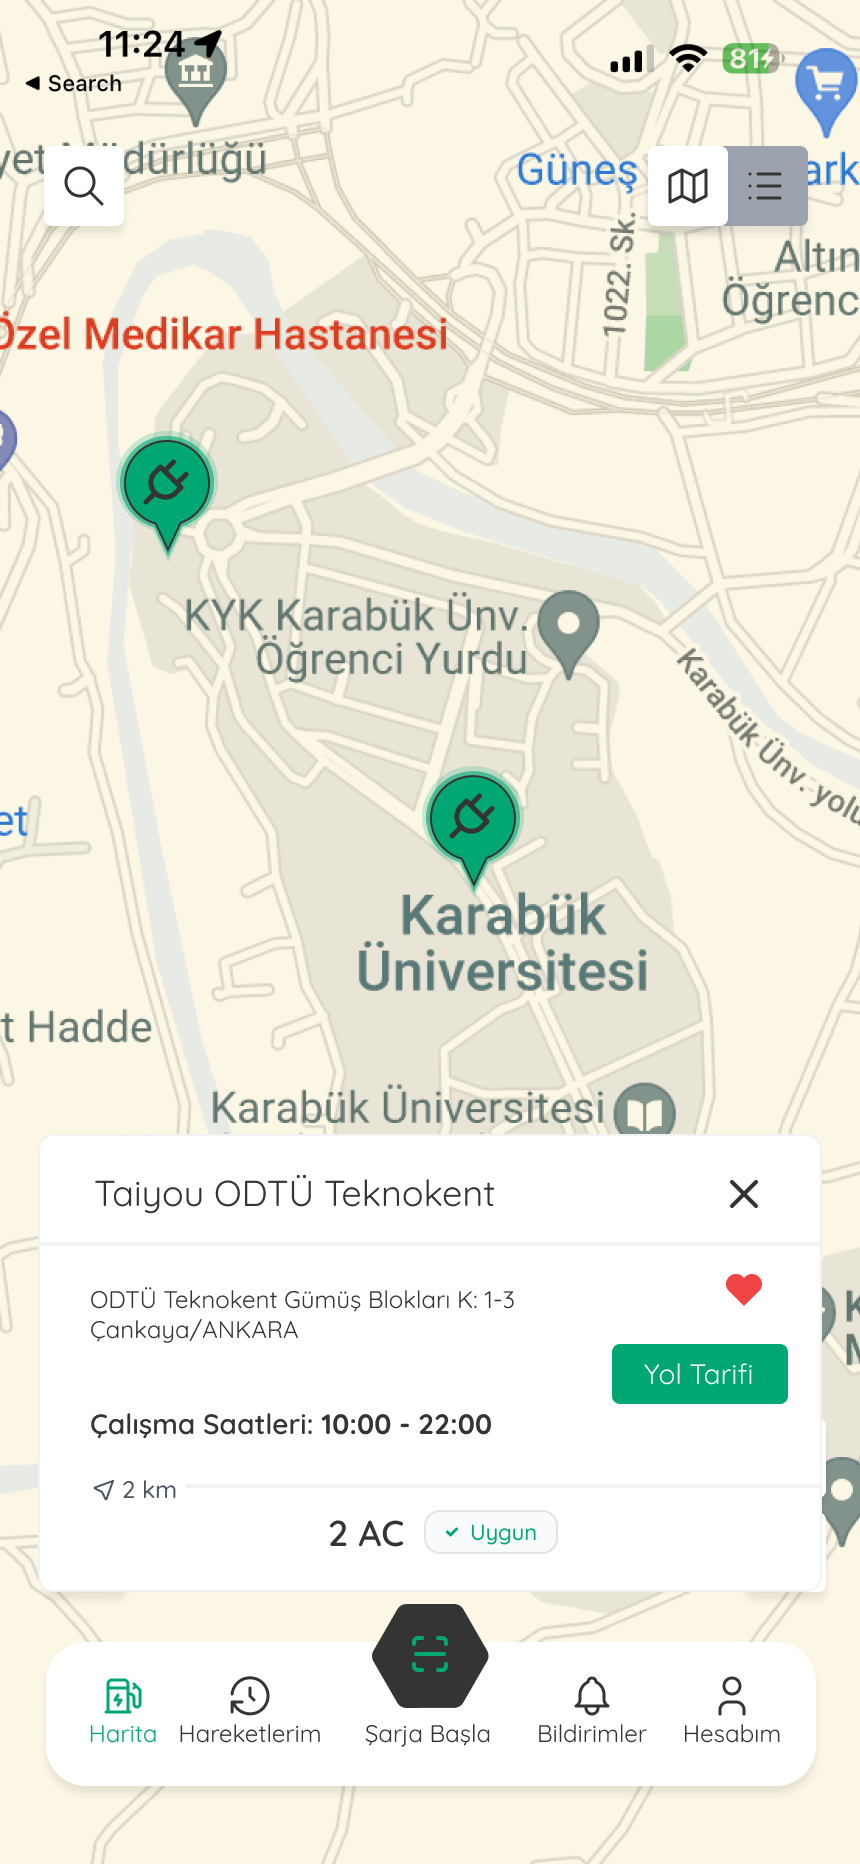 11:24
81
◀ Search
yet Müdürlüğü
Güneş
ark
1022. Sk.
Altın
Öğrenc
Özel Medikar Hastanesi
KYK Karabük Ünv.
Öğrenci Yurdu
Karabük Ünv. yolu
et
Karabük
Üniversitesi
t Hadde
Karabük Üniversitesi
Taiyou ODTÜ Teknokent
ODTÜ Teknokent Gümüş Blokları K: 1-3
Çankaya/ANKARA
Yol Tarifi
Çalışma Saatleri: 10:00 - 22:00
2 km
2 AC
Uygun
Harita
Hareketlerim
Şarja Başla
Bildirimler
Hesabım